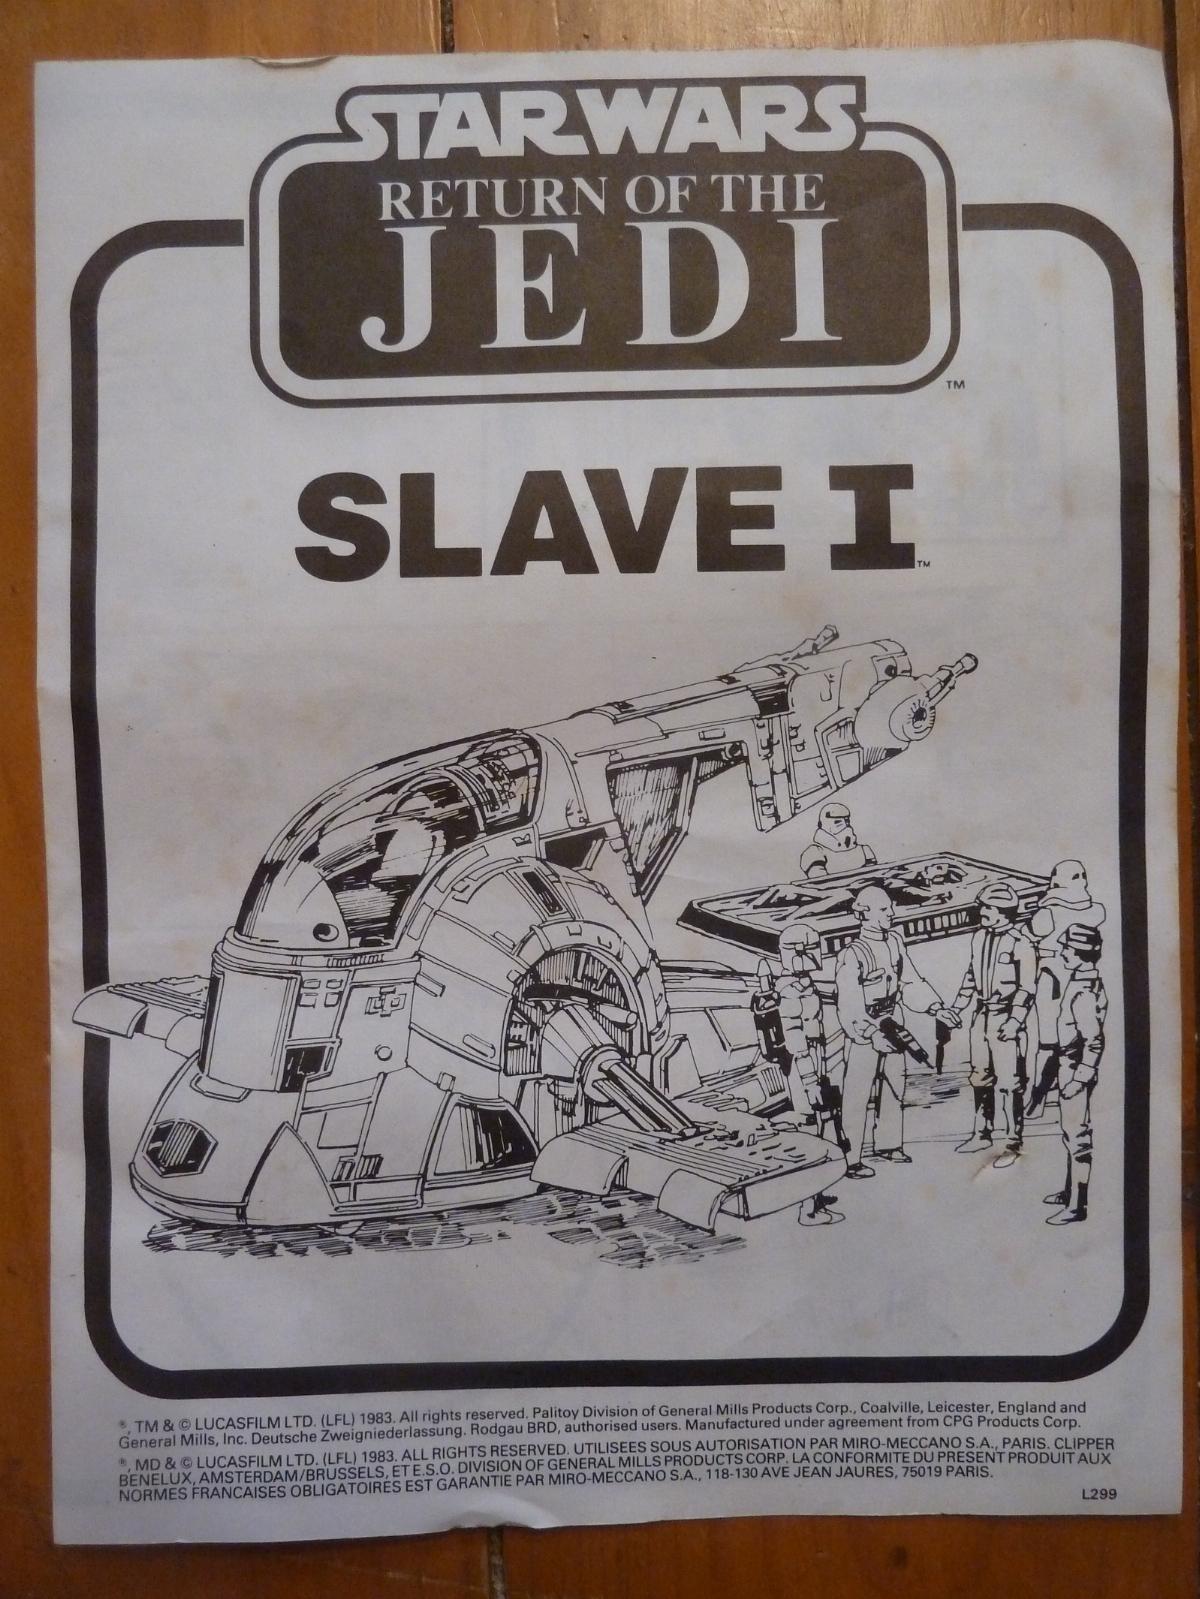 STAR WARS
RETURN OF THE
JEDI
TM
SLAVE I
TM
®, TM & © LUCASFILM LTD. (LFL) 1983. All rights reserved. Palitoy Division of General Mills Products Corp., Coalville, Leicester, England and
General Mills, Inc. Deutsche Zweigniederlassung. Rodgau BRD, authorised users. Manufactured under agreement from CPG Products Corp.
®, MD & © LUCASFILM LTD. (LFL) 1983. ALL RIGHTS RESERVED. UTILISEES SOUS AUTORISATION PAR MIRO-MECCANO S.A., PARIS. CLIPPER
BENELUX, AMSTERDAM/BRUSSELS, ET E.S.O. DIVISION OF GENERAL MILLS PRODUCTS CORP. LA CONFORMITE DU PRESENT PRODUIT AUX
NORMES FRANCAISES OBLIGATOIRES EST GARANTIE PAR MIRO-MECCANO S.A., 118-130 AVE JEAN JAURES, 75019 PARIS.
L299